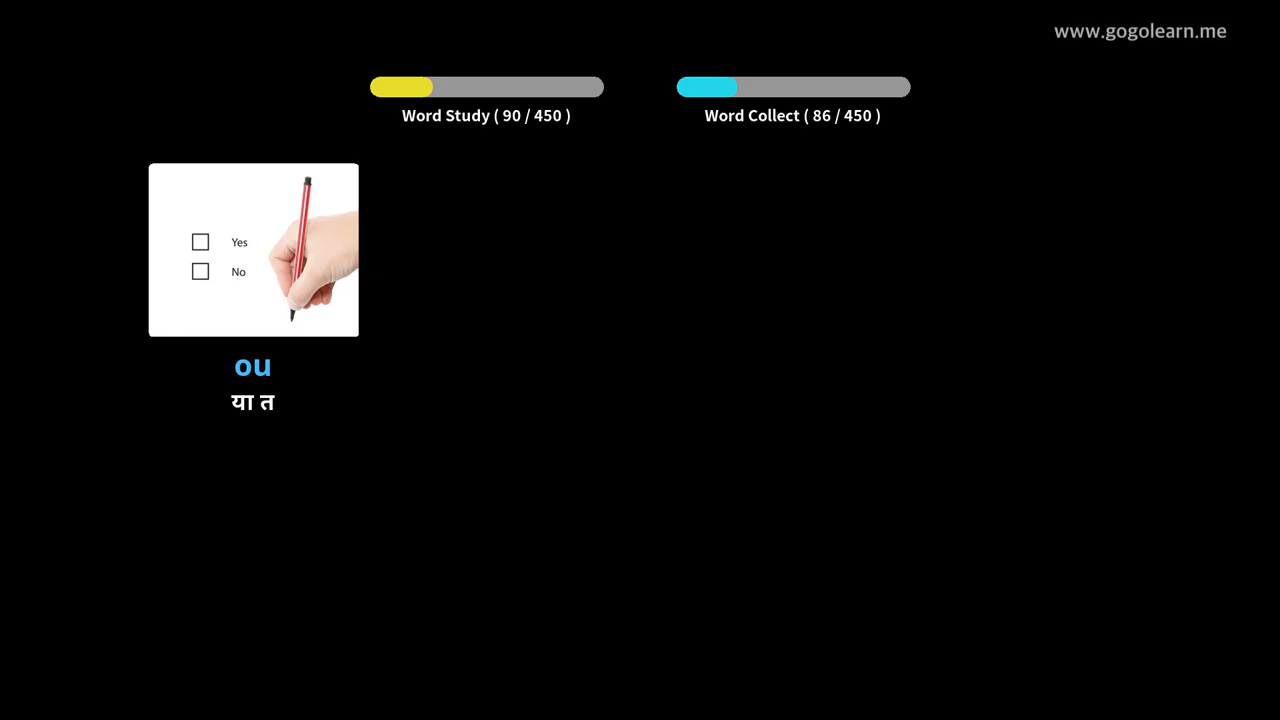 www.gogolearn.me
Word Study ( 90 / 450 )
Word Collect ( 86 / 450 )
Yes
No
ou
या त